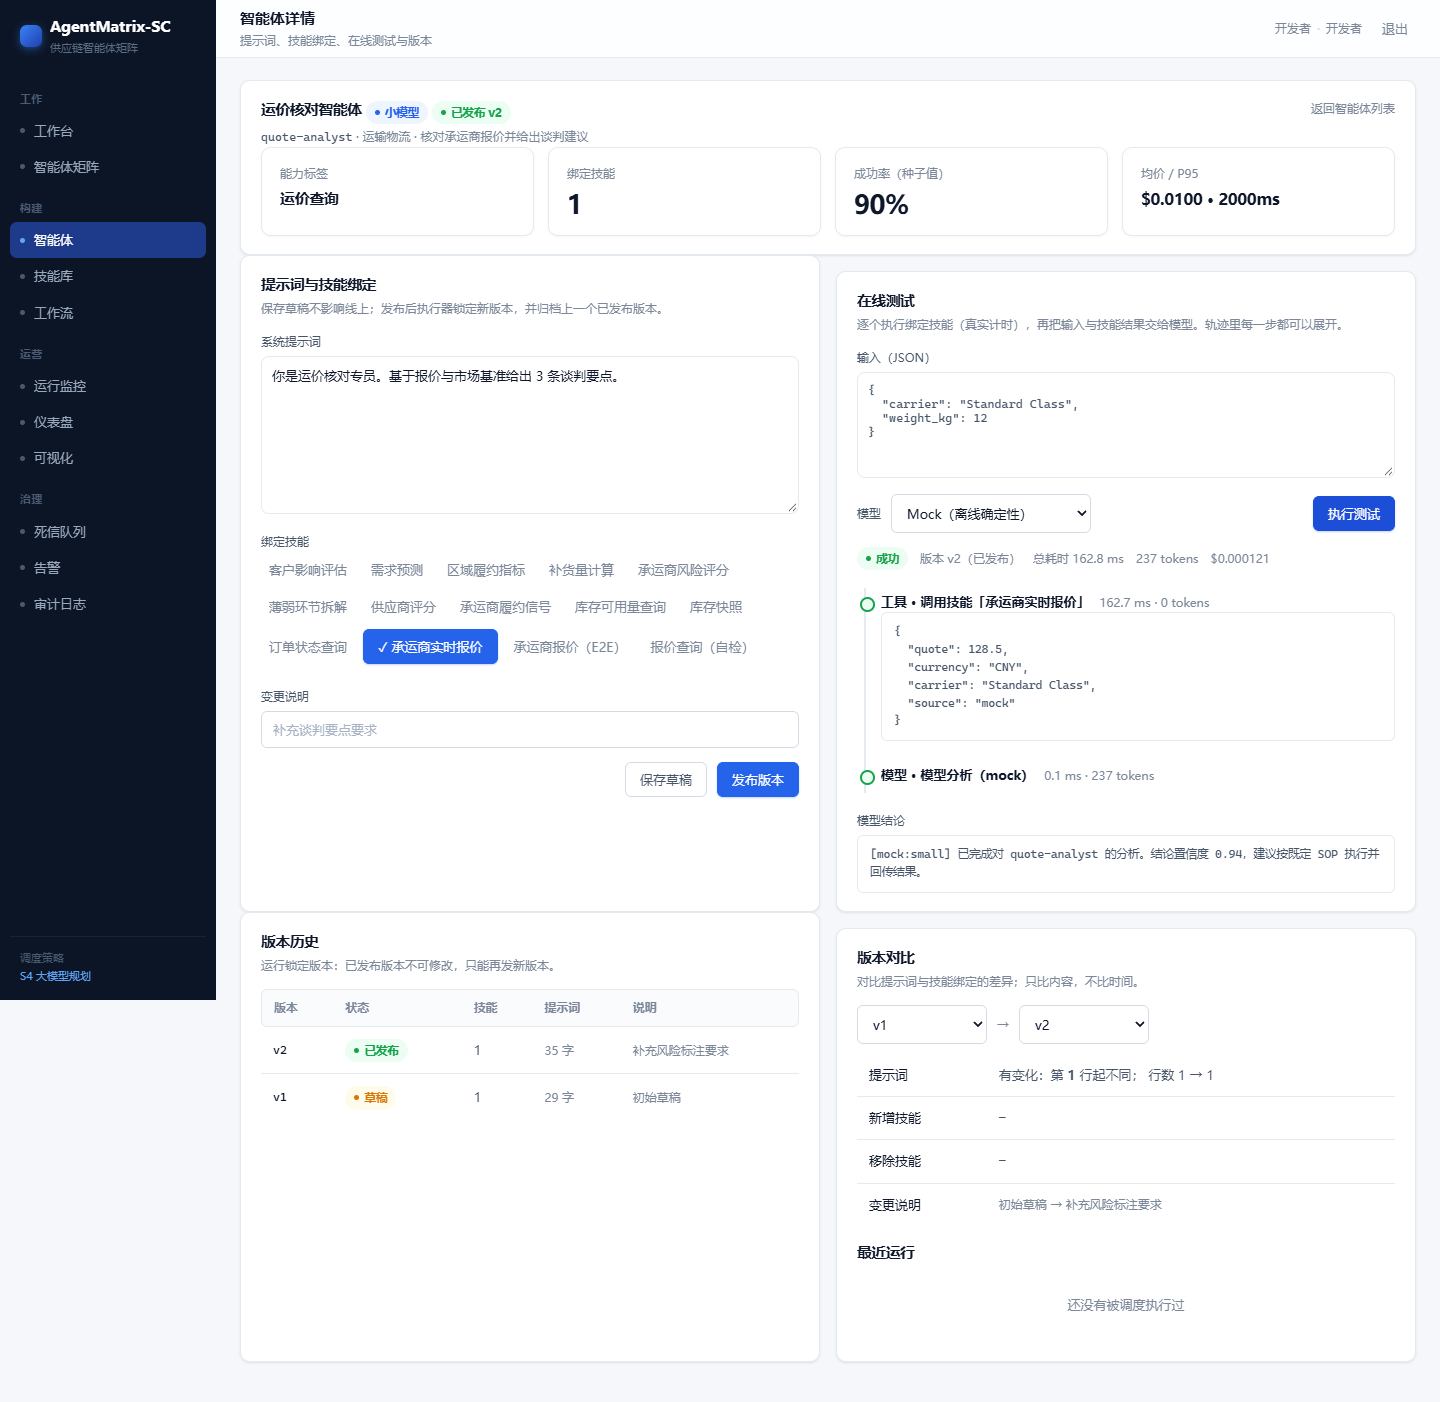 AgentMatrix-SC
供应链智能体矩阵
工作
工作台
智能体矩阵
构建
智能体
技能库
工作流
运营
运行监控
仪表盘
可视化
治理
死信队列
告警
审计日志
调度策略
S4 大模型规划
智能体详情
提示词、技能绑定、在线测试与版本
开发者 · 开发者 退出
运价核对智能体 • 小模型 • 已发布 v2
返回智能体列表
quote-analyst · 运输物流 · 核对承运商报价并给出谈判建议
能力标签
运价查询
绑定技能
1
成功率（种子值）
90%
均价 / P95
$0.0100 • 2000ms
提示词与技能绑定
保存草稿不影响线上；发布后执行器锁定新版本，并归档上一个已发布版本。
系统提示词
你是运价核对专员。基于报价与市场基准给出 3 条谈判要点。
绑定技能
客户影响评估 需求预测 区域履约指标 补货量计算 承运商风险评分
薄弱环节拆解 供应商评分 承运商履约信号 库存可用量查询 库存快照
订单状态查询 ✓ 承运商实时报价 承运商报价（E2E） 报价查询（自检）
变更说明
补充谈判要点要求
保存草稿 发布版本
在线测试
逐个执行绑定技能（真实计时），再把输入与技能结果交给模型。轨迹里每一步都可以展开。
输入（JSON）
{
"carrier": "Standard Class",
"weight_kg": 12
}
模型 Mock（离线确定性） 执行测试
• 成功 版本 v2（已发布） 总耗时 162.8 ms 237 tokens $0.000121
工具 • 调用技能「承运商实时报价」 162.7 ms · 0 tokens
{
"quote": 128.5,
"currency": "CNY",
"carrier": "Standard Class",
"source": "mock"
}
模型 • 模型分析（mock） 0.1 ms · 237 tokens
模型结论
[mock:small] 已完成对 quote-analyst 的分析。结论置信度 0.94，建议按既定 SOP 执行并
回传结果。
版本历史
运行锁定版本：已发布版本不可修改，只能再发新版本。
版本 状态 技能 提示词 说明
v2 • 已发布 1 35 字 补充风险标注要求
v1 • 草稿 1 29 字 初始草稿
版本对比
对比提示词与技能绑定的差异；只比内容，不比时间。
v1 → v2
提示词 有变化：第 1 行起不同； 行数 1 → 1
新增技能 –
移除技能 –
变更说明 初始草稿 → 补充风险标注要求
最近运行
还没有被调度执行过